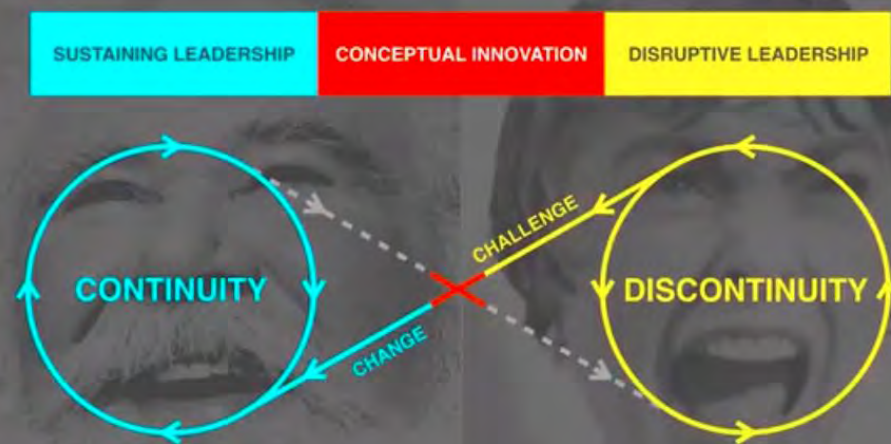 SUSTAINING LEADERSHIP
CONCEPTUAL INNOVATION
DISRUPTIVE LEADERSHIP
CHALLENGE
CONTINUITY
DISCONTINUITY
CHANGE